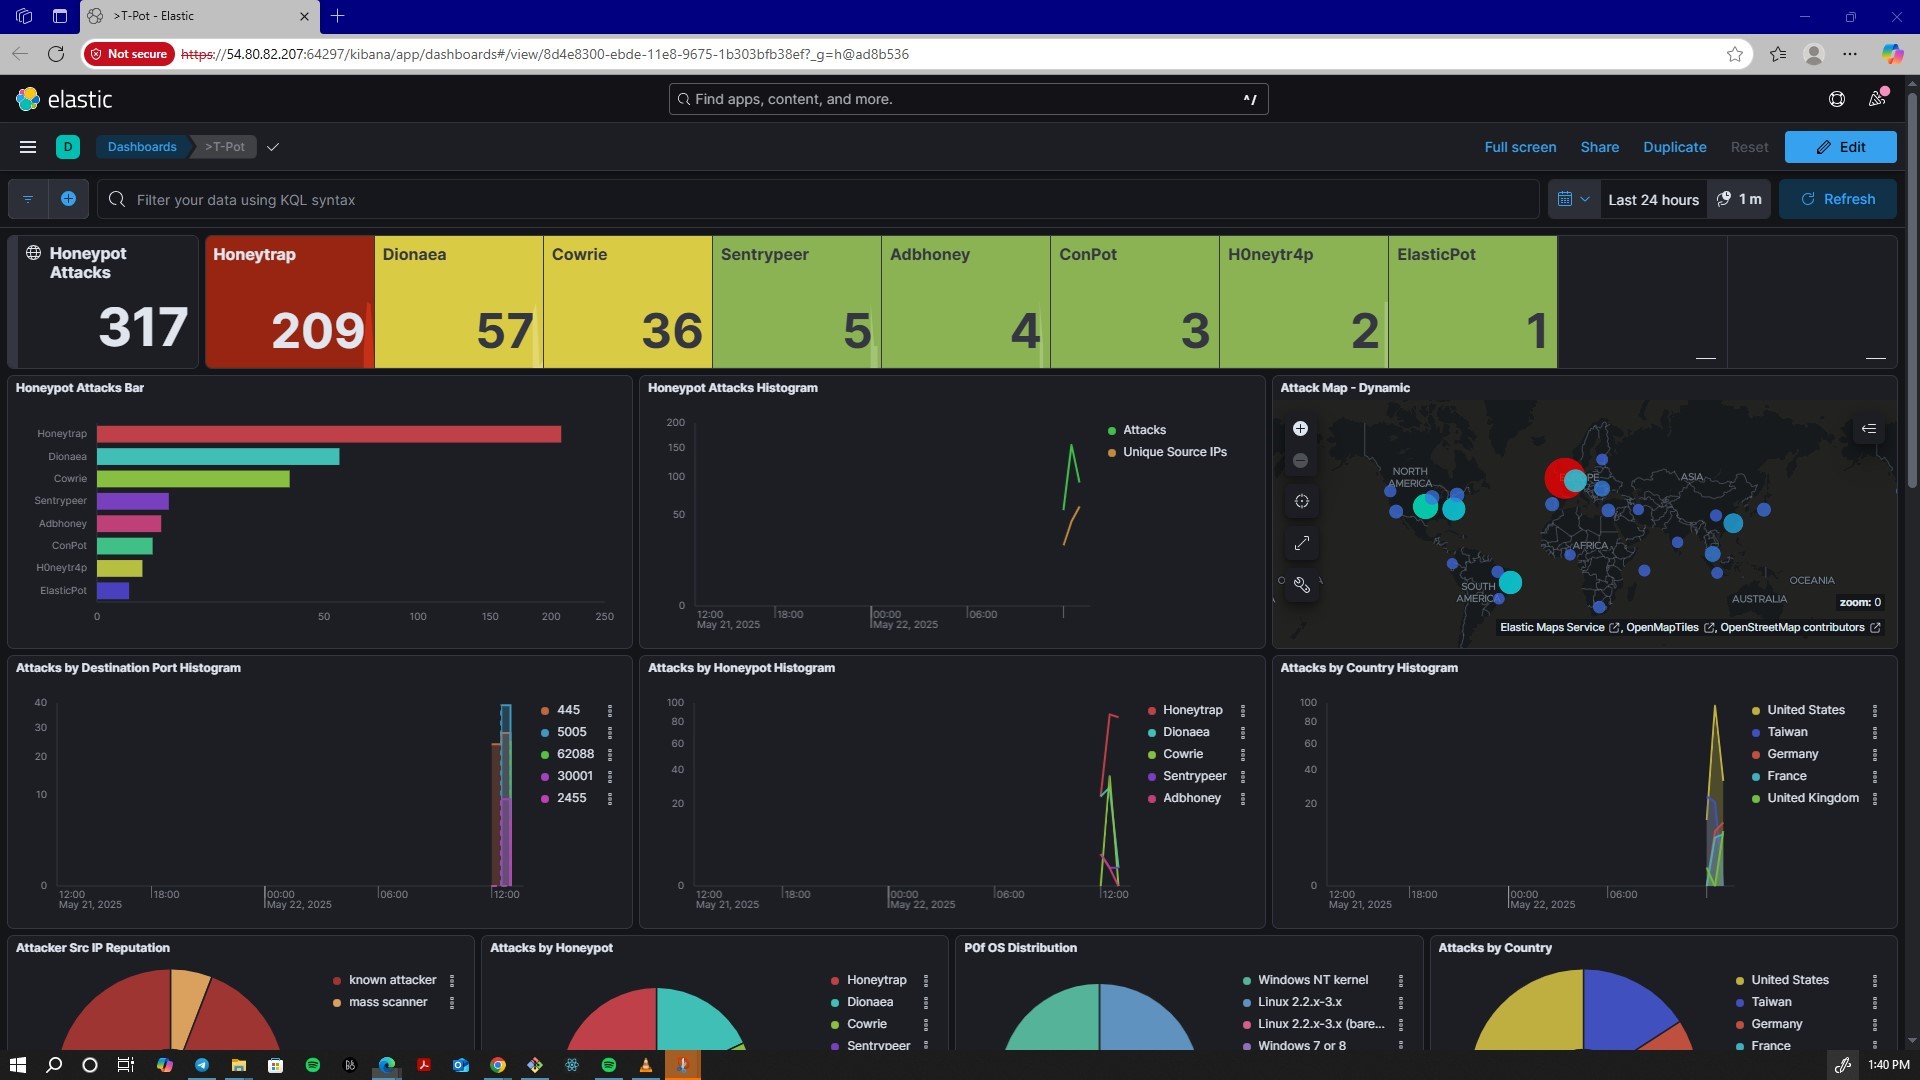 >T-Pot - Elastic
Not secure
https://54.80.82.207:64297/kibana/app/dashboards#/view/8d4e8300-ebde-11e8-9675-1b303bfb38ef?_g=h@ad8b536
elastic
Find apps, content, and more.
^/
D
Dashboards
>T-Pot
Full screen
Share
Duplicate
Reset
Edit
Filter your data using KQL syntax
Last 24 hours
1 m
Refresh
Honeypot
Attacks
317
Honeytrap
209
Dionaea
57
Cowrie
36
Sentrypeer
5
Adbhoney
4
ConPot
3
H0neytr4p
2
ElasticPot
1
Honeypot Attacks Bar
Honeytrap
Dionaea
Cowrie
Sentrypeer
Adbhoney
ConPot
H0neytr4p
ElasticPot
0 50 100 150 200 250
Honeypot Attacks Histogram
200
150
100
50
0
12:00 18:00 00:00 06:00
May 21, 2025 May 22, 2025
Attacks
Unique Source IPs
Attack Map - Dynamic
NORTH
AMERICA
ASIA
AFRICA
SOUTH
AMERICA
OCEANIA
AUSTRALIA
zoom: 0
Elastic Maps Service , OpenMapTiles , OpenStreetMap contributors
Attacks by Destination Port Histogram
40
30
20
10
0
12:00 18:00 00:00 06:00 12:00
May 21, 2025 May 22, 2025
445
5005
62088
30001
2455
Attacks by Honeypot Histogram
100
80
60
40
20
0
12:00 18:00 00:00 06:00 12:00
May 21, 2025 May 22, 2025
Honeytrap
Dionaea
Cowrie
Sentrypeer
Adbhoney
Attacks by Country Histogram
100
80
60
40
20
0
12:00 18:00 00:00 06:00
May 21, 2025 May 22, 2025
United States
Taiwan
Germany
France
United Kingdom
Attacker Src IP Reputation
known attacker
mass scanner
Attacks by Honeypot
Honeytrap
Dionaea
Cowrie
Sentrypeer
P0f OS Distribution
Windows NT kernel
Linux 2.2.x-3.x
Linux 2.2.x-3.x (bare...
Windows 7 or 8
Attacks by Country
United States
Taiwan
Germany
France
1:40 PM